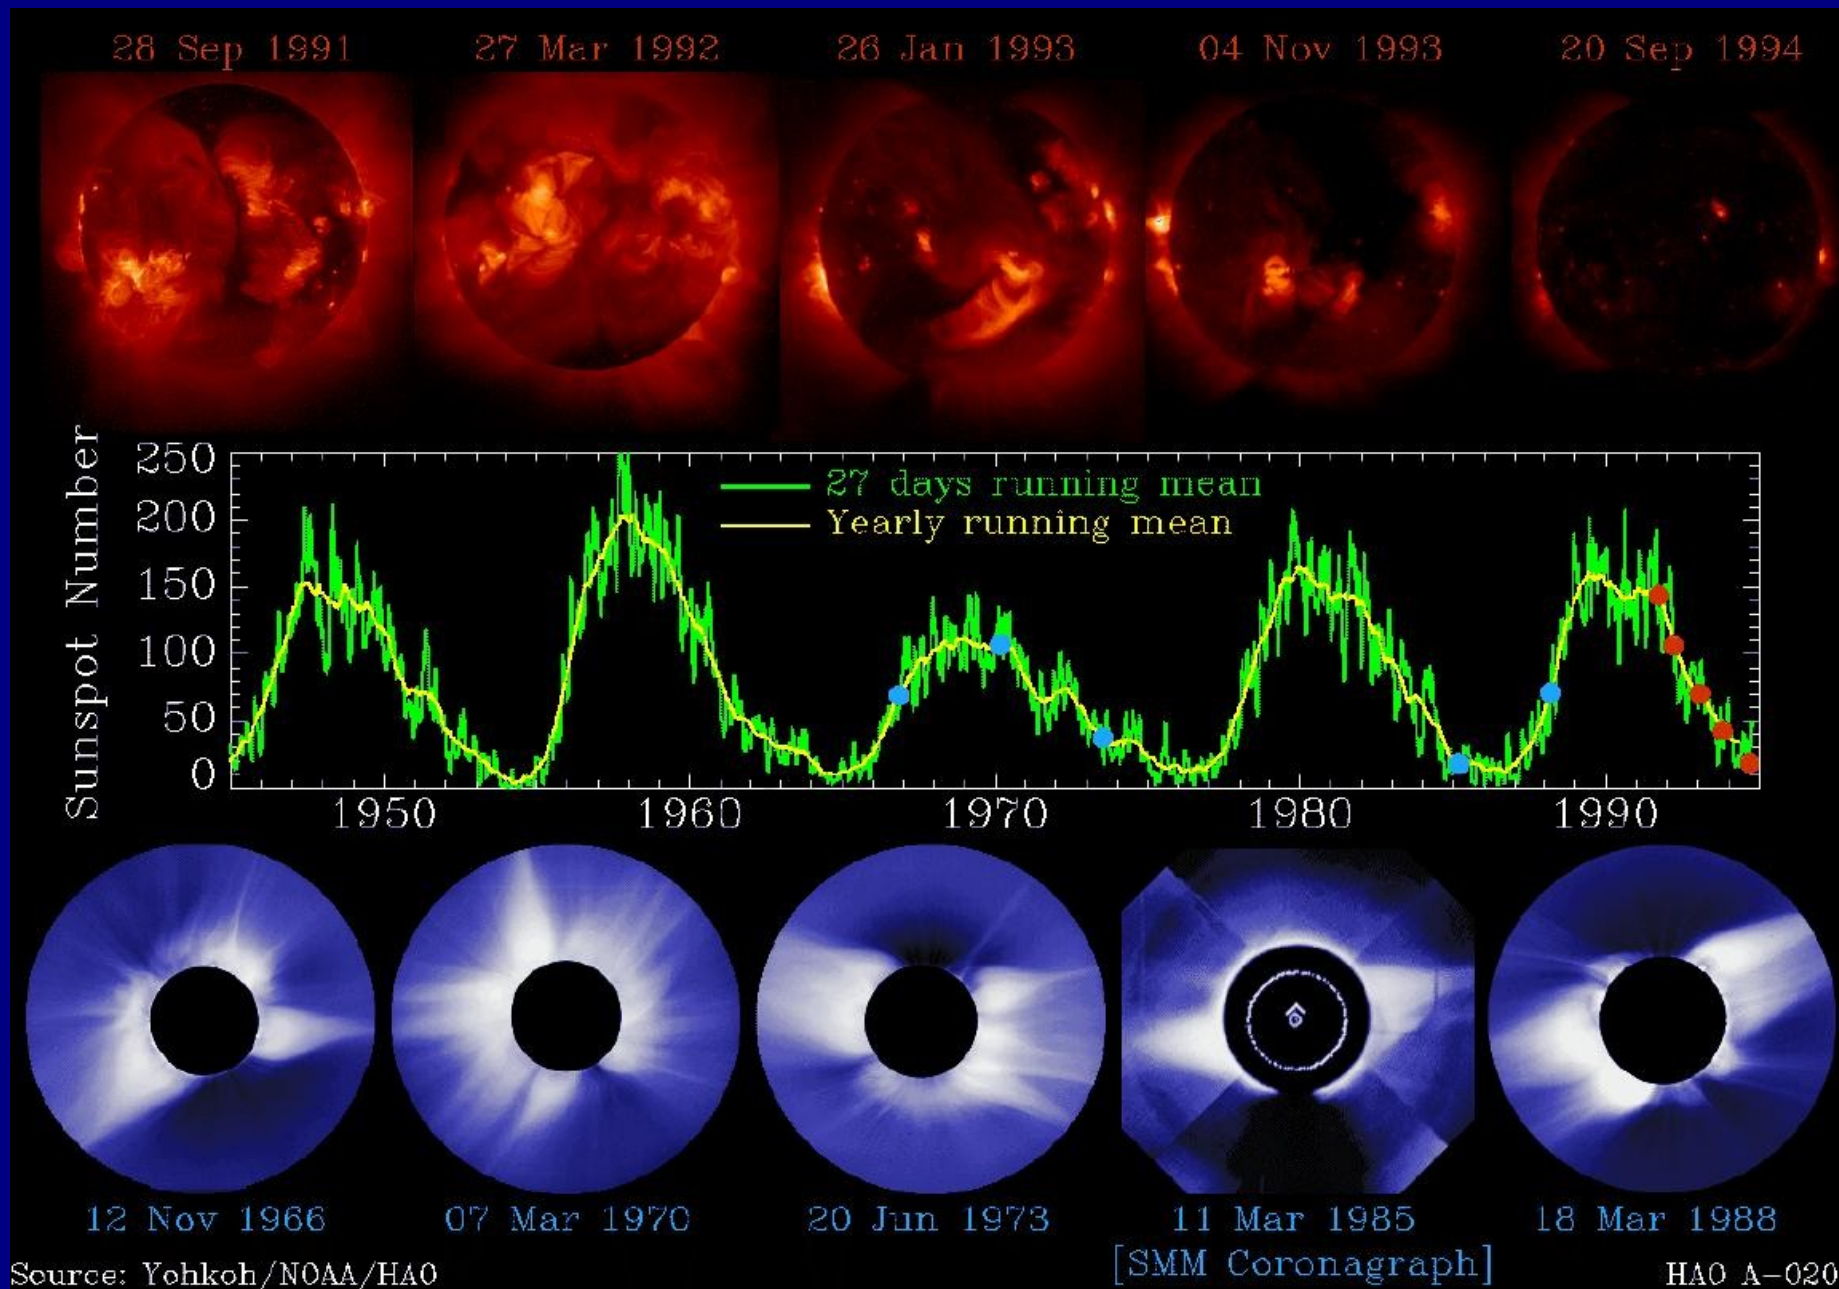 28 Sep 1991
27 Mar 1992
26 Jan 1993
04 Nov 1993
20 Sep 1994
Sunspot Number
250
200
150
100
50
0
27 days running mean
Yearly running mean
1950
1960
1970
1980
1990
12 Nov 1966
07 Mar 1970
20 Jun 1973
11 Mar 1985
18 Mar 1988
[SMM Coronagraph]
Source: Yohkoh/NOAA/HAO
HAO A-020